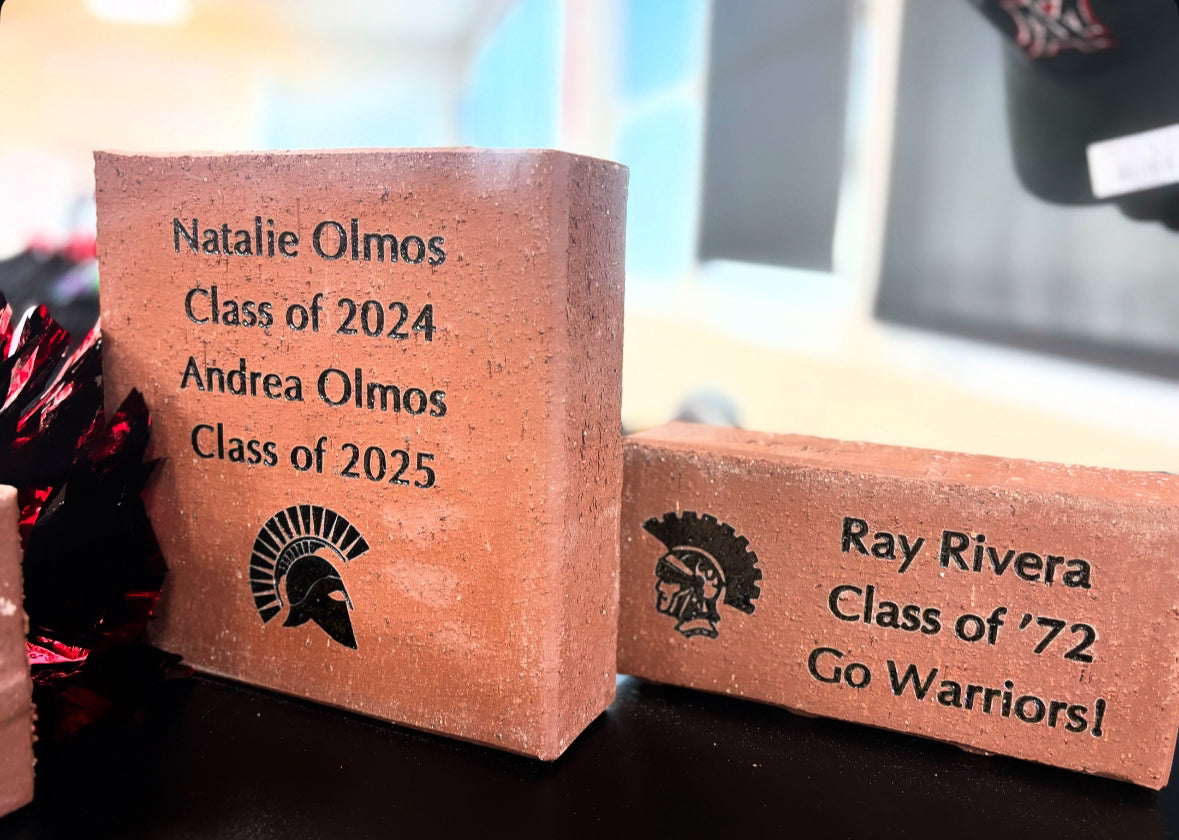 Natalie Olmos
Class of 2024
Andrea Olmos
Class of 2025
Ray Rivera
Class of ’72
Go Warriors!